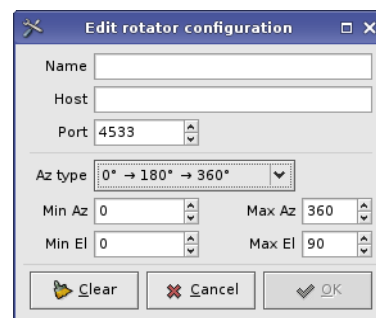 Edit rotator configuration
Name
Host
Port 4533
Az type 0° → 180° → 360°
Min Az 0 Max Az 360
Min El 0 Max El 90
Clear Cancel OK